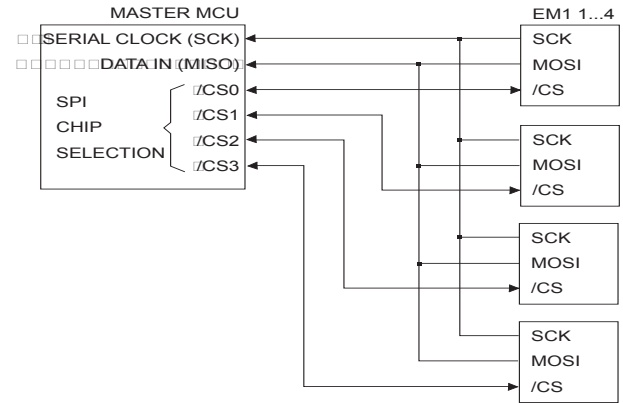 MASTER MCU
SERIAL CLOCK (SCK)
DATA IN (MISO)
/CS0
/CS1
/CS2
/CS3
SPI
CHIP
SELECTION
EM1 1...4
SCK
MOSI
/CS
SCK
MOSI
/CS
SCK
MOSI
/CS
SCK
MOSI
/CS